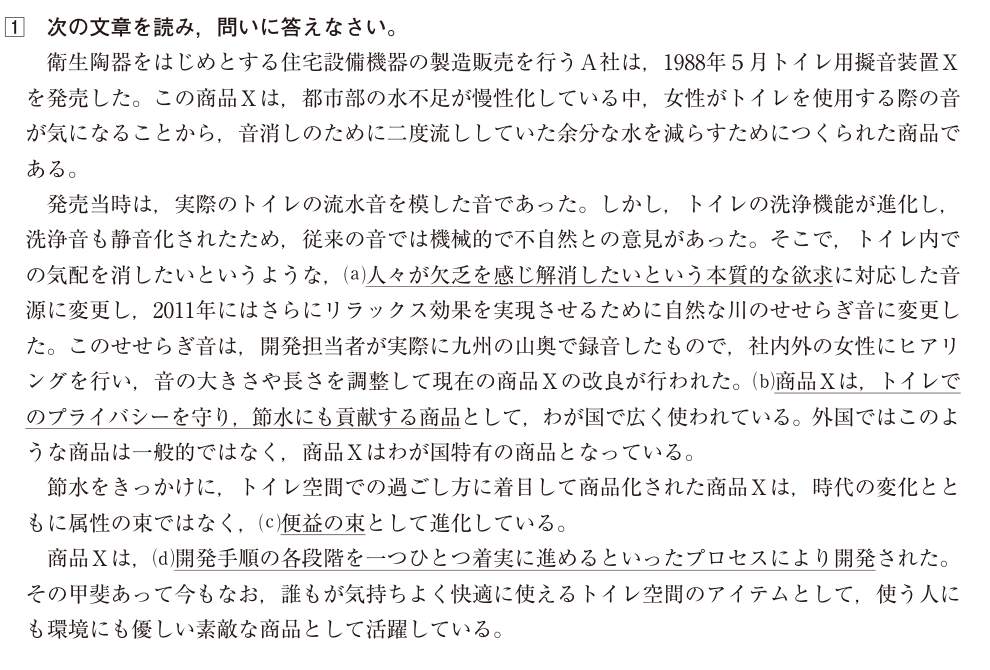 1 次の文章を読み，問いに答えなさい。
衛生陶器をはじめとする住宅設備機器の製造販売を行うＡ社は，1988年５月トイレ用擬音装置Ｘ
を発売した。この商品Ｘは，都市部の水不足が慢性化している中，女性がトイレを使用する際の音
が気になることから，音消しのために二度流ししていた余分な水を減らすためにつくられた商品で
ある。
発売当時は，実際のトイレの流水音を模した音であった。しかし，トイレの洗浄機能が進化し，
洗浄音も静音化されたため，従来の音では機械的で不自然との意見があった。そこで，トイレ内で
の気配を消したいというような，(a)人々が欠乏を感じ解消したいという本質的な欲求に対応した音
源に変更し，2011年にはさらにリラックス効果を実現させるために自然な川のせせらぎ音に変更し
た。このせせらぎ音は，開発担当者が実際に九州の山奥で録音したもので，社内外の女性にヒアリ
ングを行い，音の大きさや長さを調整して現在の商品Ｘの改良が行われた。(b)商品Ｘは，トイレで
のプライバシーを守り，節水にも貢献する商品として，わが国で広く使われている。外国ではこのよ
うな商品は一般的ではなく，商品Ｘはわが国特有の商品となっている。
節水をきっかけに，トイレ空間での過ごし方に着目して商品化された商品Ｘは，時代の変化とと
もに属性の束ではなく，(c)便益の束として進化している。
商品Ｘは，(d)開発手順の各段階を一つひとつ着実に進めるといったプロセスにより開発された。
その甲斐あって今もなお，誰もが気持ちよく快適に使えるトイレ空間のアイテムとして，使う人に
も環境にも優しい素敵な商品として活躍している。